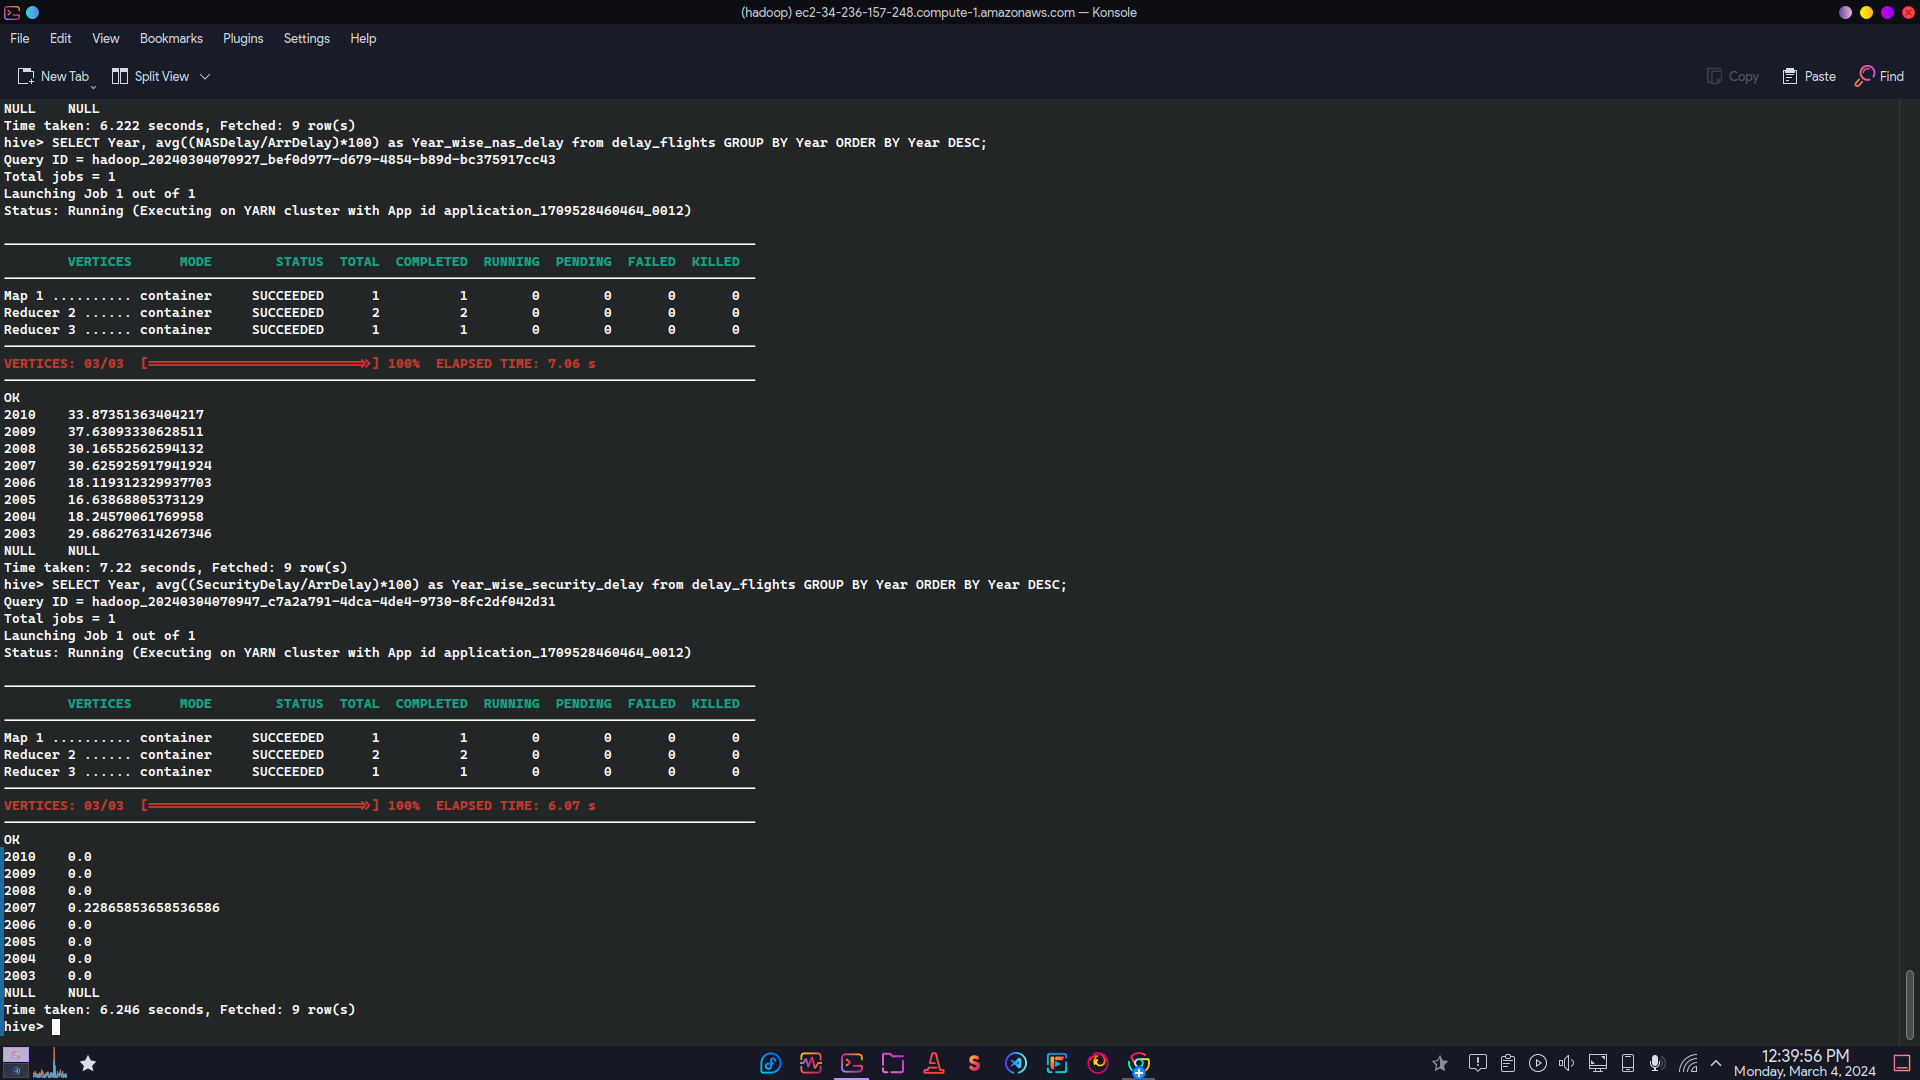 (hadoop) ec2-34-236-157-248.compute-1.amazonaws.com — Konsole
File Edit View Bookmarks Plugins Settings Help
New Tab Split View Copy Paste Find
NULL NULL
Time taken: 6.222 seconds, Fetched: 9 row(s)
hive> SELECT Year, avg((NASDelay/ArrDelay)*100) as Year_wise_nas_delay from delay_flights GROUP BY Year ORDER BY Year DESC;
Query ID = hadoop_20240304070927_bef0d977-d679-4854-b89d-bc375917cc43
Total jobs = 1
Launching Job 1 out of 1
Status: Running (Executing on YARN cluster with App id application_1709528460464_0012)
VERTICES MODE STATUS TOTAL COMPLETED RUNNING PENDING FAILED KILLED
Map 1 .......... container SUCCEEDED 1 1 0 0 0 0
Reducer 2 ...... container SUCCEEDED 2 2 0 0 0 0
Reducer 3 ...... container SUCCEEDED 1 1 0 0 0 0
VERTICES: 03/03 [==========================>>] 100% ELAPSED TIME: 7.06 s
OK
2010 33.87351363404217
2009 37.63093330628511
2008 30.16552562594132
2007 30.625925917941924
2006 18.119312329937703
2005 16.63868805373129
2004 18.24570061769958
2003 29.686276314267346
NULL NULL
Time taken: 7.22 seconds, Fetched: 9 row(s)
hive> SELECT Year, avg((SecurityDelay/ArrDelay)*100) as Year_wise_security_delay from delay_flights GROUP BY Year ORDER BY Year DESC;
Query ID = hadoop_20240304070947_c7a2a791-4dca-4de4-9730-8fc2df042d31
Total jobs = 1
Launching Job 1 out of 1
Status: Running (Executing on YARN cluster with App id application_1709528460464_0012)
VERTICES MODE STATUS TOTAL COMPLETED RUNNING PENDING FAILED KILLED
Map 1 .......... container SUCCEEDED 1 1 0 0 0 0
Reducer 2 ...... container SUCCEEDED 2 2 0 0 0 0
Reducer 3 ...... container SUCCEEDED 1 1 0 0 0 0
VERTICES: 03/03 [==========================>>] 100% ELAPSED TIME: 6.07 s
OK
2010 0.0
2009 0.0
2008 0.0
2007 0.22865853658536586
2006 0.0
2005 0.0
2004 0.0
2003 0.0
NULL NULL
Time taken: 6.246 seconds, Fetched: 9 row(s)
hive>
12:39:56 PM
Monday, March 4, 2024